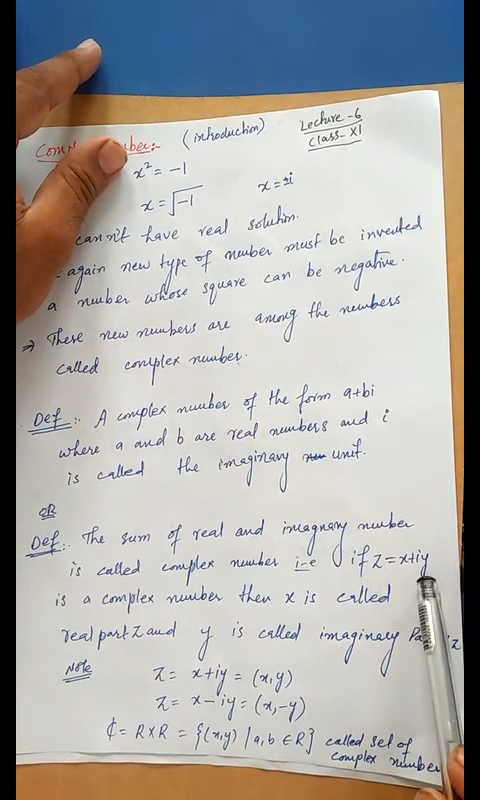 (introduction)
Lecture-6
Class-XI
x² = -1
x = √-1    x = ±i
can't have real solution.
again new type of number must be invented
a number whose square can be negative.
⇒ These new numbers are among the numbers
called complex number.
Def:. A complex number of the form a+bi
where a and b are real numbers and i
is called the imaginary unit.
OR
Def:. The sum of real and imagnary number
is called complex number i-e if Z = x+iy
is a complex number then x is called
real part Z and y is called imaginary
Note
Z = x+iy = (x,y)
Z = x-iy = (x,-y)
₵ = R×R = {(x,y) / a,b ∈ R} called set of
complex number